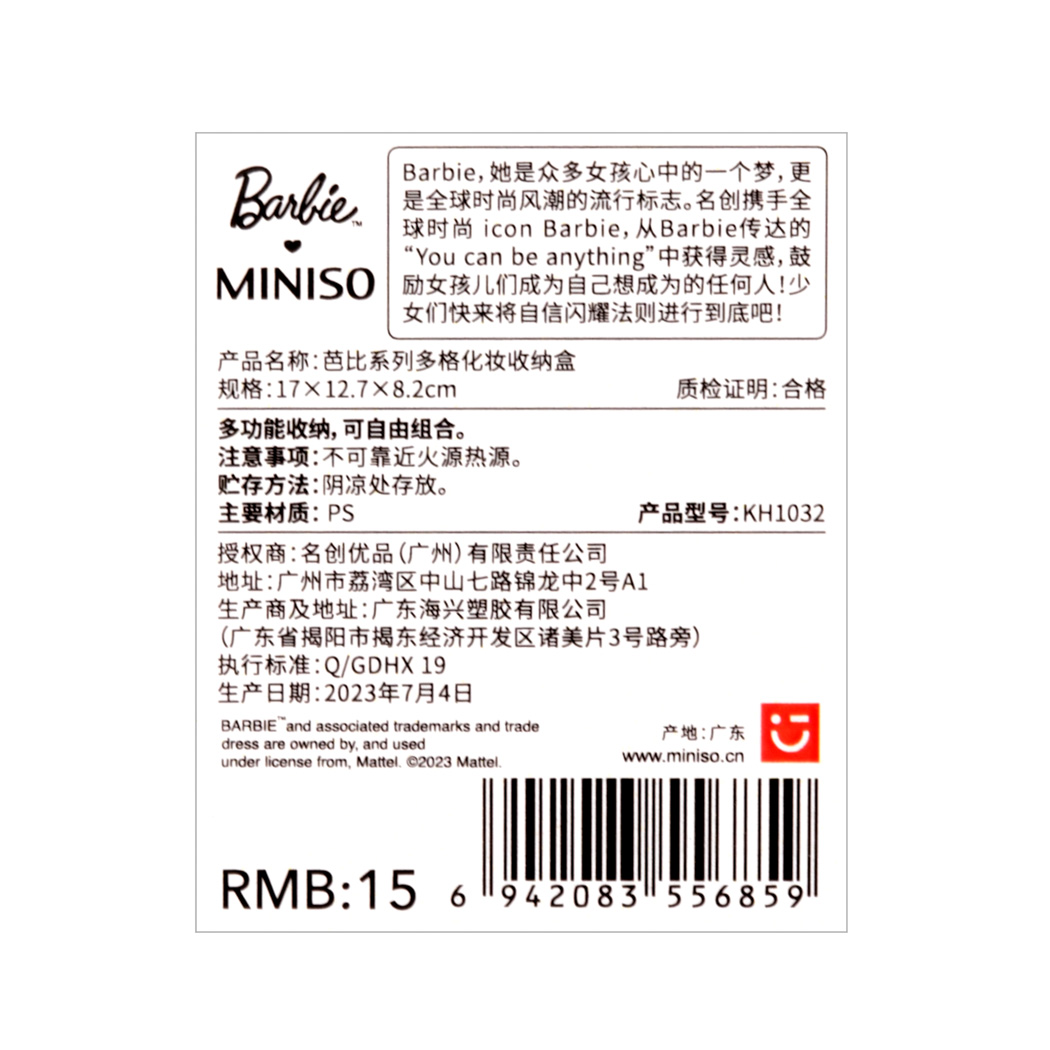 Barbie™
MINISO
Barbie，她是众多女孩心中的一个梦，更
是全球时尚风潮的流行标志。名创携手全
球时尚 icon Barbie，从Barbie传达的
“You can be anything”中获得灵感，鼓
励女孩儿们成为自己想成为的任何人！少
女们快来将自信闪耀法则进行到底吧！
产品名称：芭比系列多格化妆收纳盒
规格：17×12.7×8.2cm 质检证明：合格
多功能收纳，可自由组合。
注意事项：不可靠近火源热源。
贮存方法：阴凉处存放。
主要材质： PS 产品型号：KH1032
授权商：名创优品（广州）有限责任公司
地址：广州市荔湾区中山七路锦龙中2号A1
生产商及地址：广东海兴塑胶有限公司
（广东省揭阳市揭东经济开发区诸美片3号路旁）
执行标准：Q/GDHX 19
生产日期：2023年7月4日
BARBIE™and associated trademarks and trade
dress are owned by, and used
under license from, Mattel. ©2023 Mattel.
产地：广东
www.miniso.cn
RMB:15
6 942083 556859